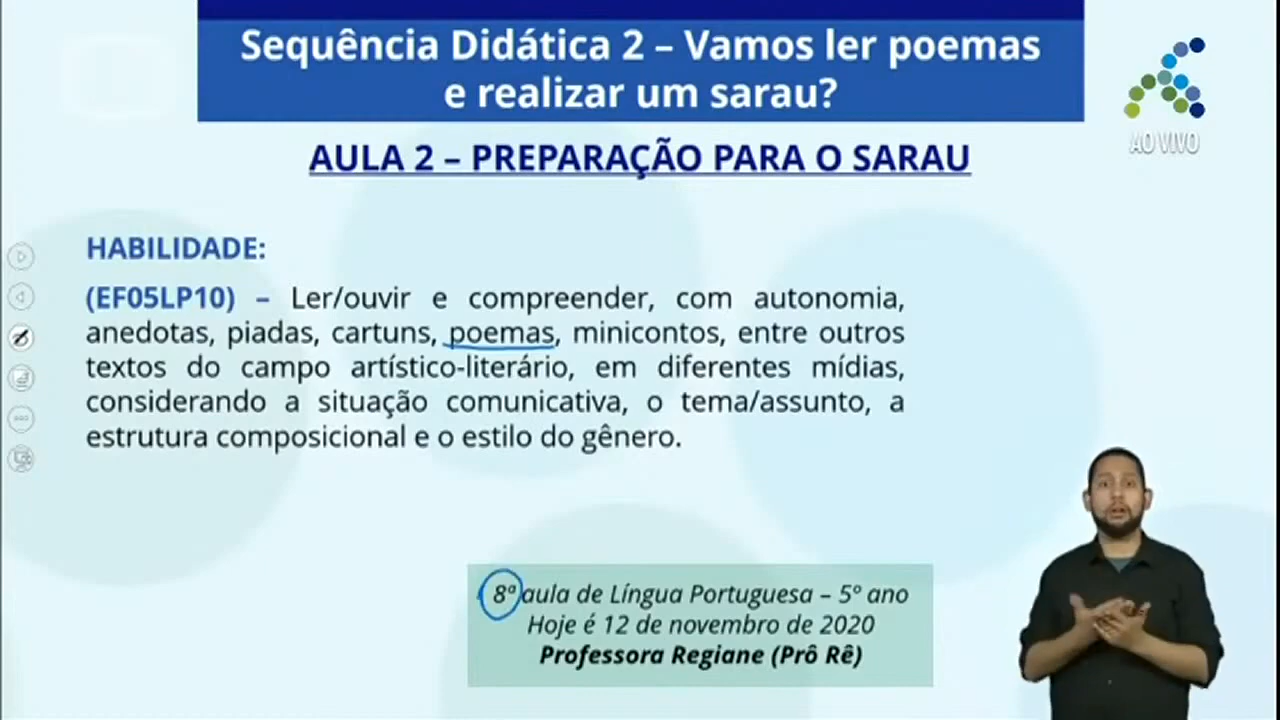 Sequência Didática 2 – Vamos ler poemas
e realizar um sarau?
AO VIVO
AULA 2 – PREPARAÇÃO PARA O SARAU
HABILIDADE:
(EF05LP10) – Ler/ouvir e compreender, com autonomia,
anedotas, piadas, cartuns, poemas, minicontos, entre outros
textos do campo artístico-literário, em diferentes mídias,
considerando a situação comunicativa, o tema/assunto, a
estrutura composicional e o estilo do gênero.
8ª aula de Língua Portuguesa – 5º ano
Hoje é 12 de novembro de 2020
Professora Regiane (Prô Rê)